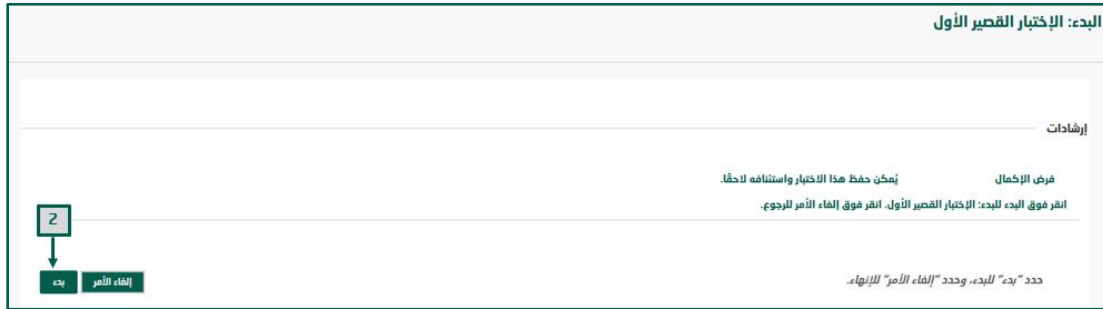 البدء: الإختبار القصير الأول
إرشادات
فرض الإكمال يُمكن حفظ هذا الاختبار واستئنافه لاحقًا.
انقر فوق البدء للبدء: الإختبار القصير الأول. انقر فوق إلغاء الأمر للرجوع.
2
حدد "بدء" للبدء، وحدد "إلغاء الأمر" للإنهاء. إلغاء الأمر بدء